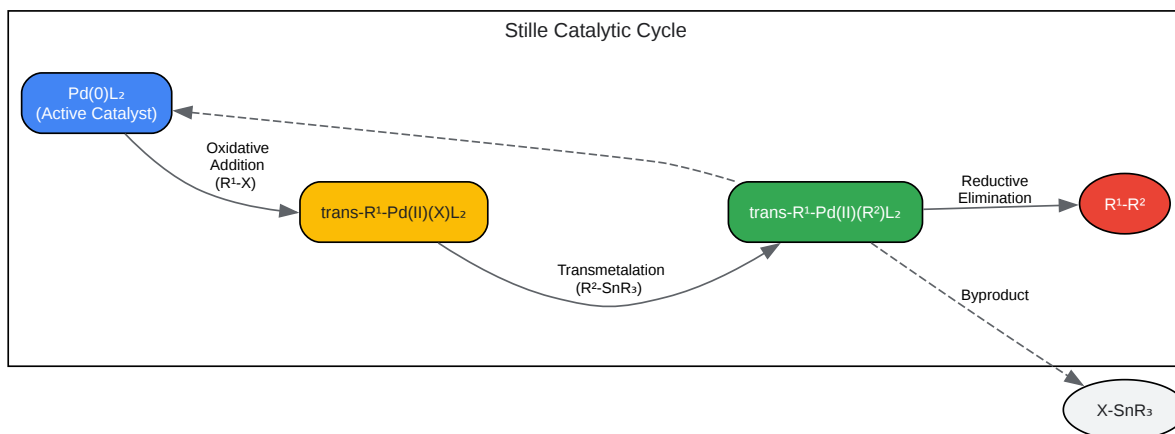 Stille Catalytic Cycle
Pd(0)L₂
(Active Catalyst)
Oxidative
Addition
(R¹-X)
trans-R¹-Pd(II)(X)L₂
Transmetalation
(R²-SnR₃)
trans-R¹-Pd(II)(R²)L₂
Reductive
Elimination
R¹-R²
Byproduct
X-SnR₃